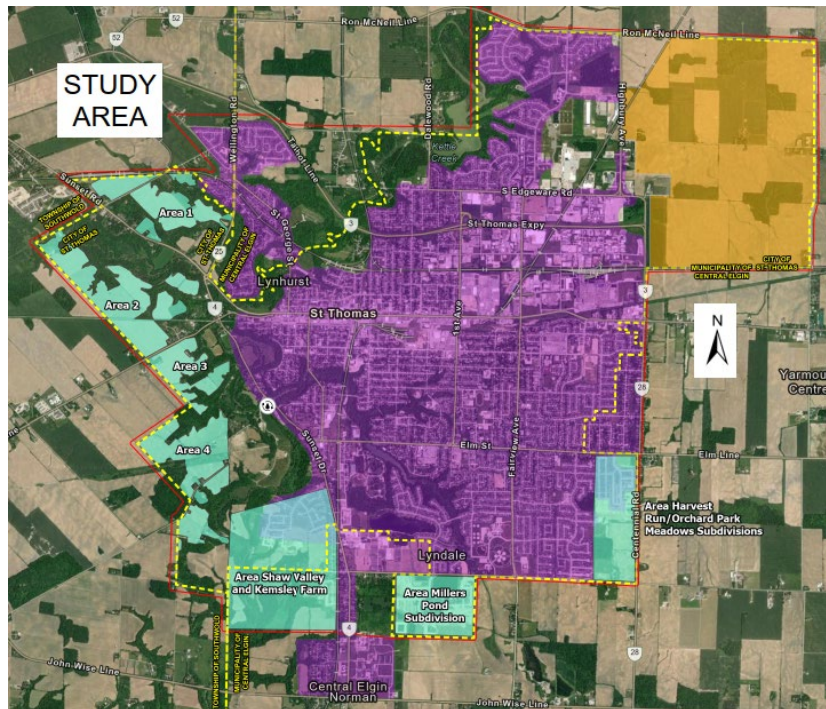 52
Ron McNeil Line
52
Ron McNeil Line
STUDY
AREA
Wellington Rd
Dalewood Rd
Highbury Ave
Talbot Line
Kettle
Creek
Sunset Rd
S Edgeware Rd
TOWNSHIP OF
SOUTHWOLD
CITY OF
ST. THOMAS
Area 1
St George St
3
St Thomas Expy
25
CITY OF
ST. THOMAS
MUNICIPALITY OF
CENTRAL ELGIN
CITY OF
MUNICIPALITY OF ST. THOMAS
CENTRAL ELGIN
Lynhurst
3
Area 2
4
St Thomas
1st Ave
N
Area 3
Yarmou
Centre
28
Area 4
Sunset Dr
Elm St
Fairview Ave
Elm Line
Centennial Rd
Area Harvest
Run/Orchard Park
Meadows Subdivisions
Lyndale
Area Shaw Valley
and Kemsley Farm
Area Millers
Pond
Subdivision
TOWNSHIP OF SOUTHWOLD
MUNICIPALITY OF
CENTRAL ELGIN
4
28
John Wise Line
Central Elgin
Norman
John Wise Line